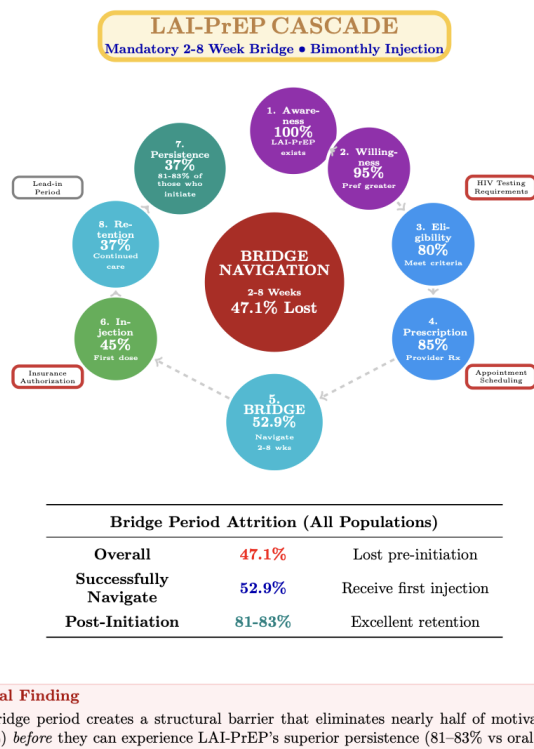 LAI-PrEP CASCADE
Mandatory 2-8 Week Bridge ● Bimonthly Injection
1. Aware-
ness
100%
LAI-PrEP
exists
2. Willing-
ness
95%
Pref greater
HIV Testing
Requirements
3. Eli-
gibility
80%
Meet criteria
4.
Prescription
85%
Provider Rx
Appointment
Scheduling
5.
BRIDGE
52.9%
Navigate
2-8 wks
6. In-
jection
45%
First dose
Insurance
Authorization
8. Re-
tention
37%
Continued
care
7.
Persistence
37%
81-83% of
those who
initiate
Lead-in
Period
BRIDGE
NAVIGATION
2-8 Weeks
47.1% Lost
Bridge Period Attrition (All Populations)
Overall 47.1% Lost pre-initiation
Successfully
Navigate 52.9% Receive first injection
Post-Initiation 81-83% Excellent retention
al Finding
ridge period creates a structural barrier that eliminates nearly half of motiva
) before they can experience LAI-PrEP's superior persistence (81–83% vs oral